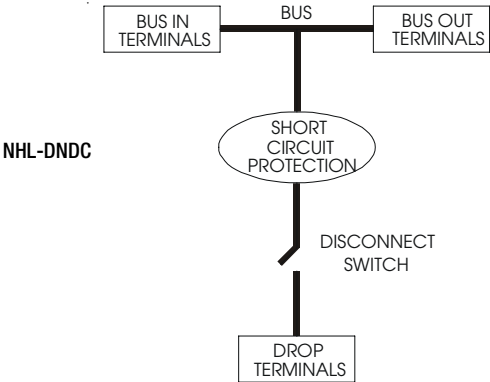 BUS IN
TERMINALS
BUS
BUS OUT
TERMINALS
SHORT
CIRCUIT
PROTECTION
NHL-DNDC
DISCONNECT
SWITCH
DROP
TERMINALS